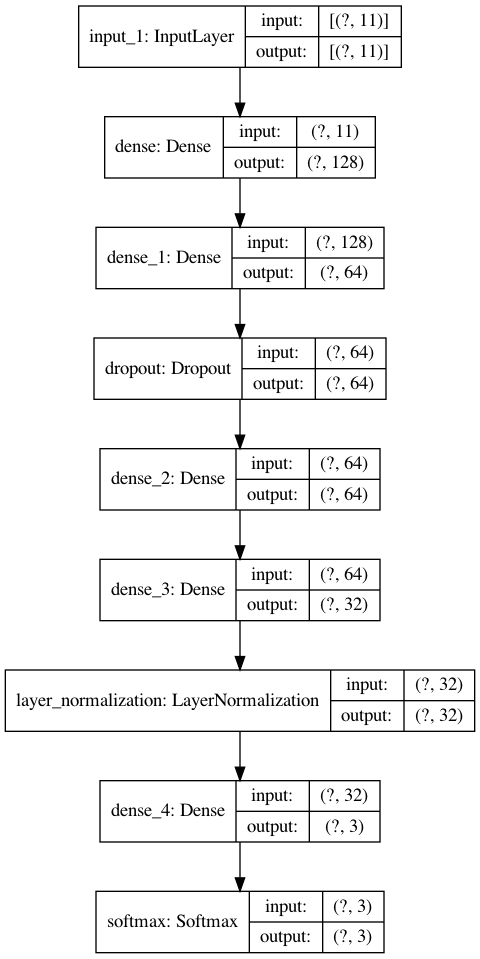 input_1: InputLayer
input: [(?, 11)]
output: [(?, 11)]
dense: Dense
input: (?, 11)
output: (?, 128)
dense_1: Dense
input: (?, 128)
output: (?, 64)
dropout: Dropout
input: (?, 64)
output: (?, 64)
dense_2: Dense
input: (?, 64)
output: (?, 64)
dense_3: Dense
input: (?, 64)
output: (?, 32)
layer_normalization: LayerNormalization
input: (?, 32)
output: (?, 32)
dense_4: Dense
input: (?, 32)
output: (?, 3)
softmax: Softmax
input: (?, 3)
output: (?, 3)